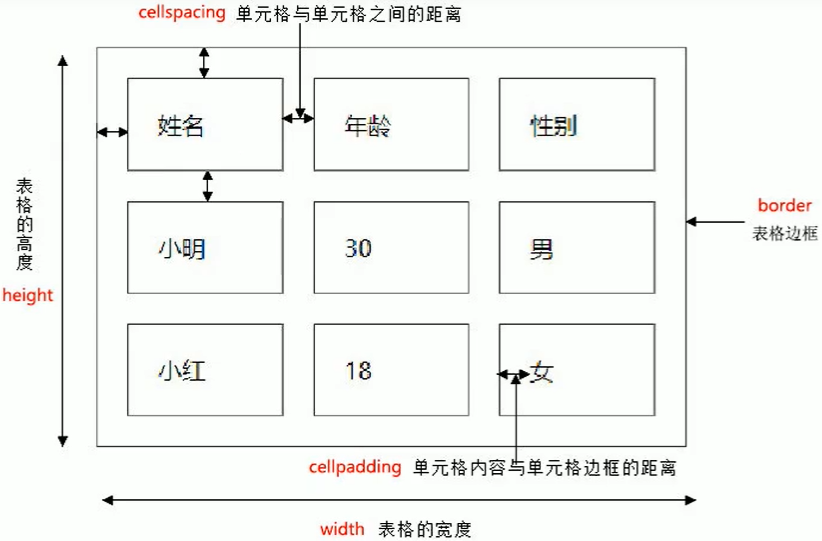 cellspacing 单元格与单元格之间的距离
姓名 年龄 性别
表格的高度
height
border
表格边框
小明 30 男
小红 18 女
cellpadding 单元格内容与单元格边框的距离
width 表格的宽度